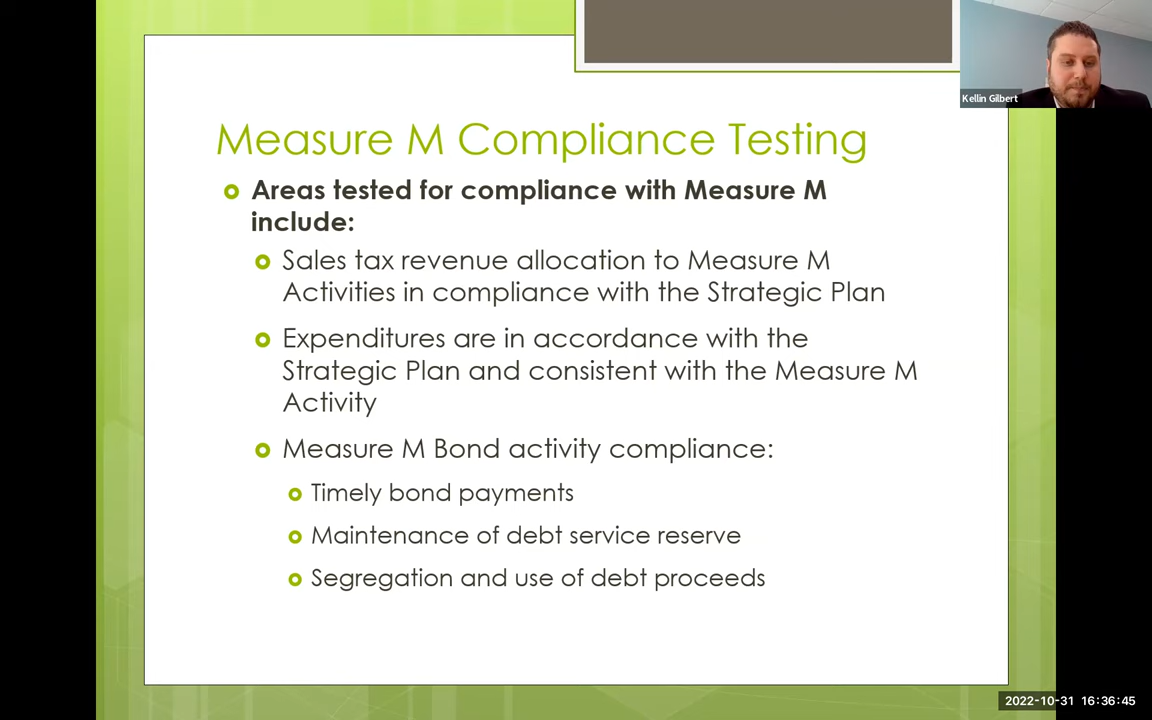 Kellin Gilbert
Measure M Compliance Testing
Areas tested for compliance with Measure M
include:
Sales tax revenue allocation to Measure M
Activities in compliance with the Strategic Plan
Expenditures are in accordance with the
Strategic Plan and consistent with the Measure M
Activity
Measure M Bond activity compliance:
Timely bond payments
Maintenance of debt service reserve
Segregation and use of debt proceeds
2022-10-31 16:36:45